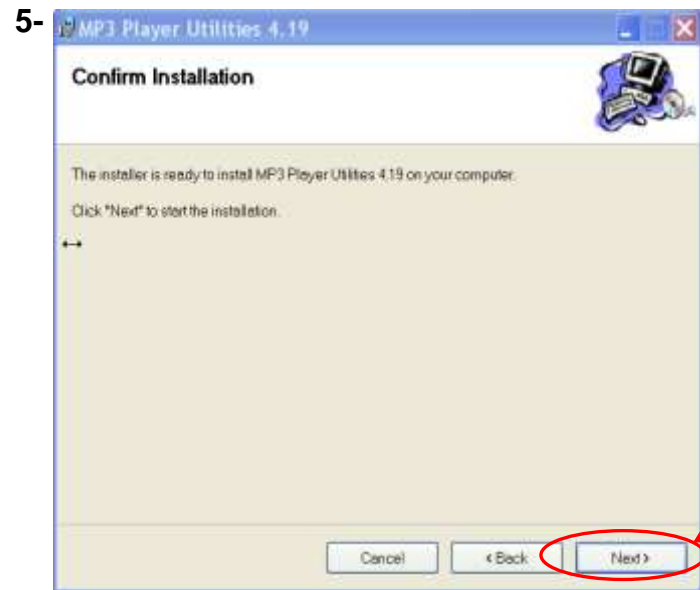 5-
MP3 Player Utilities 4.19
Confirm Installation
The installer is ready to install MP3 Player Utilities 4.19 on your computer.
Click "Next" to start the installation.
Cancel
< Back
Next >